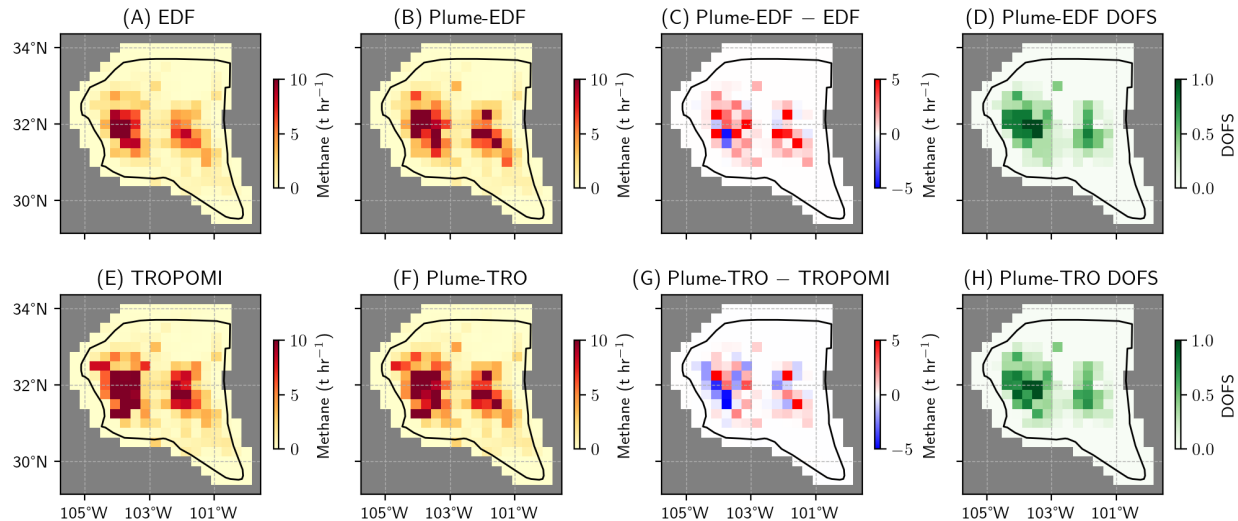 (A) EDF
(B) Plume-EDF
(C) Plume-EDF − EDF
(D) Plume-EDF DOFS
34°N
32°N
30°N
10
5
0
Methane (t hr⁻¹)
10
5
0
Methane (t hr⁻¹)
5
0
−5
Methane (t hr⁻¹)
1.0
0.5
0.0
DOFS
(E) TROPOMI
(F) Plume-TRO
(G) Plume-TRO − TROPOMI
(H) Plume-TRO DOFS
34°N
32°N
30°N
10
5
0
Methane (t hr⁻¹)
10
5
0
Methane (t hr⁻¹)
5
0
−5
Methane (t hr⁻¹)
1.0
0.5
0.0
DOFS
105°W 103°W 101°W
105°W 103°W 101°W
105°W 103°W 101°W
105°W 103°W 101°W